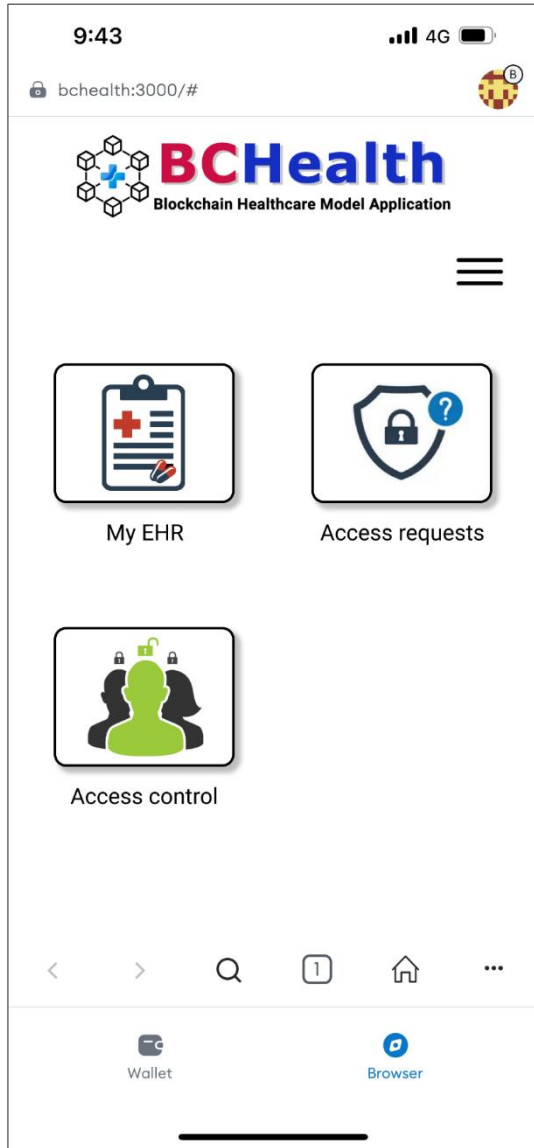 9:43
4G
bchealth:3000/#
B
BCHealth
Blockchain Healthcare Model Application
?
My EHR
Access requests
Access control
1
Wallet
Browser